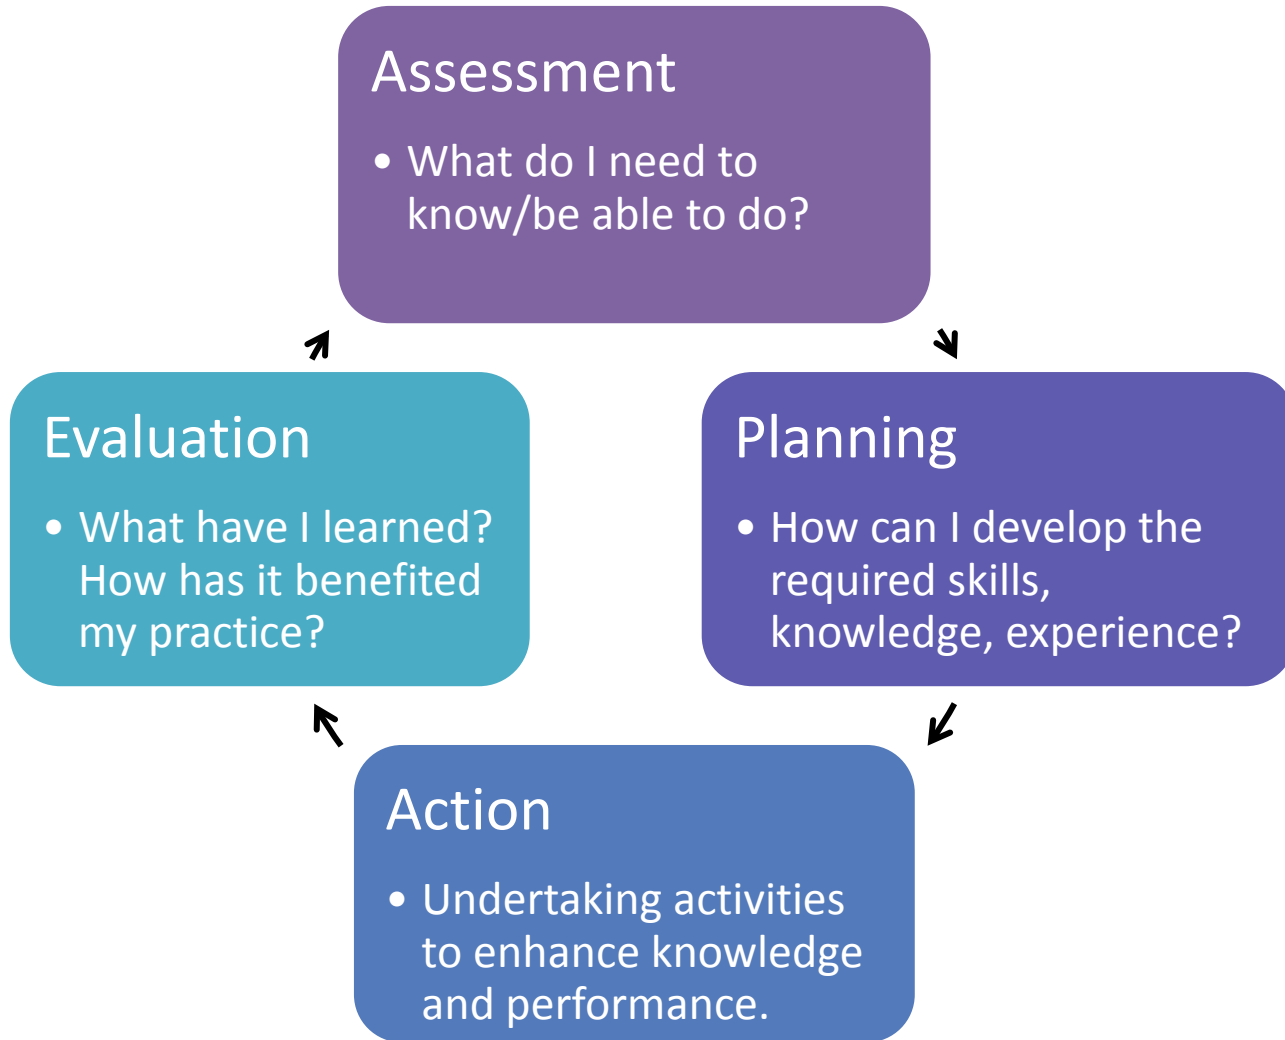 Assessment
• What do I need to
know/be able to do?
Planning
• How can I develop the
required skills,
knowledge, experience?
Action
• Undertaking activities
to enhance knowledge
and performance.
Evaluation
• What have I learned?
How has it benefited
my practice?